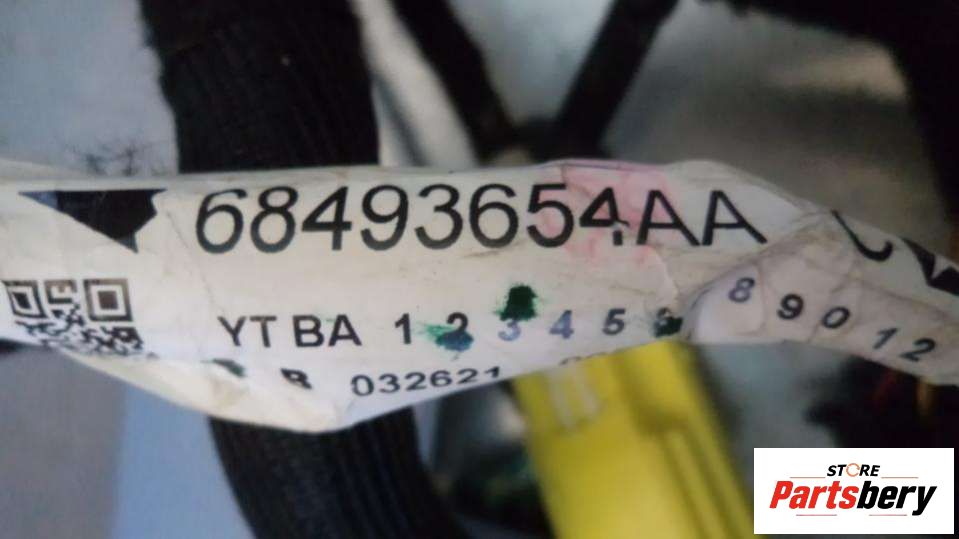 68493654AA
YT BA 1 2 3 4 5 8 9 0 1 2
R 032621
STORE
Partsbery